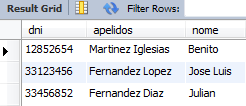 Result Grid Filter Rows:
dni apelidos nome
12852654 Martinez Iglesias Benito
33123456 Fernandez Lopez Jose Luis
33456852 Fernandez Diaz Julian